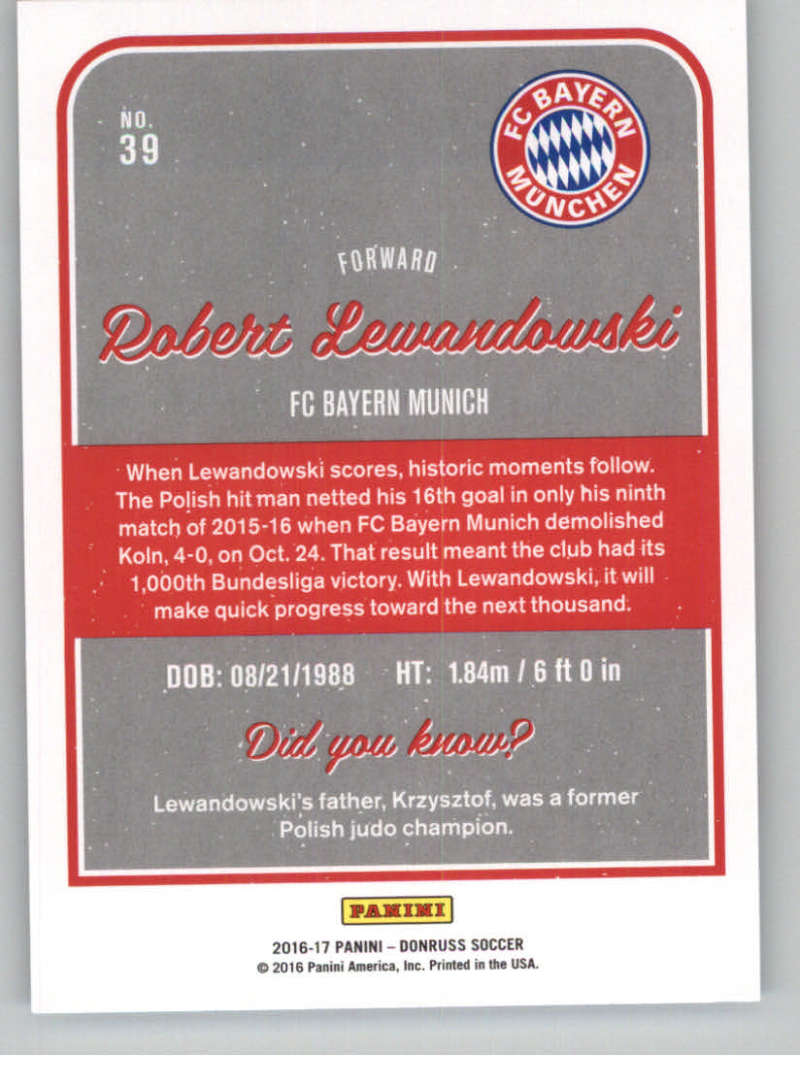 NO.
39
FC BAYERN
MÜNCHEN
FORWARD
Robert Lewandowski
FC BAYERN MUNICH
When Lewandowski scores, historic moments follow.
The Polish hit man netted his 16th goal in only his ninth
match of 2015-16 when FC Bayern Munich demolished
Koln, 4-0, on Oct. 24. That result meant the club had its
1,000th Bundesliga victory. With Lewandowski, it will
make quick progress toward the next thousand.
DOB: 08/21/1988 HT: 1.84m / 6 ft 0 in
Did you know?
Lewandowski's father, Krzysztof, was a former
Polish judo champion.
PANINI
2016-17 PANINI – DONRUSS SOCCER
© 2016 Panini America, Inc. Printed in the USA.